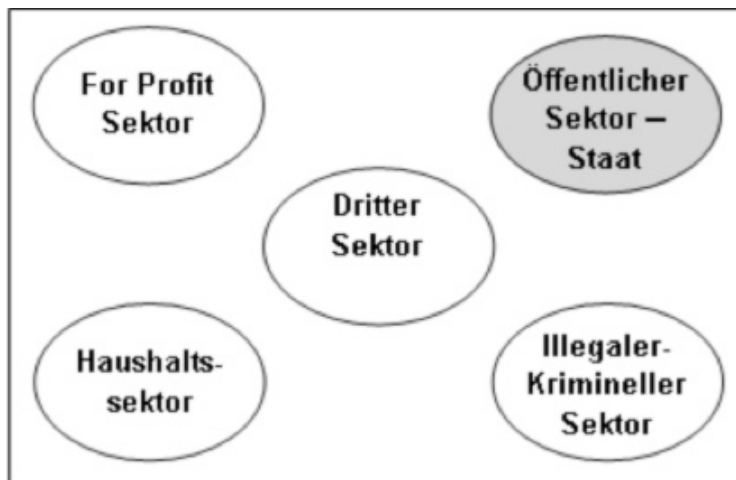 For Profit
Sektor
Öffentlicher
Sektor –
Staat
Dritter
Sektor
Haushalts-
sektor
Illegaler-
Krimineller
Sektor